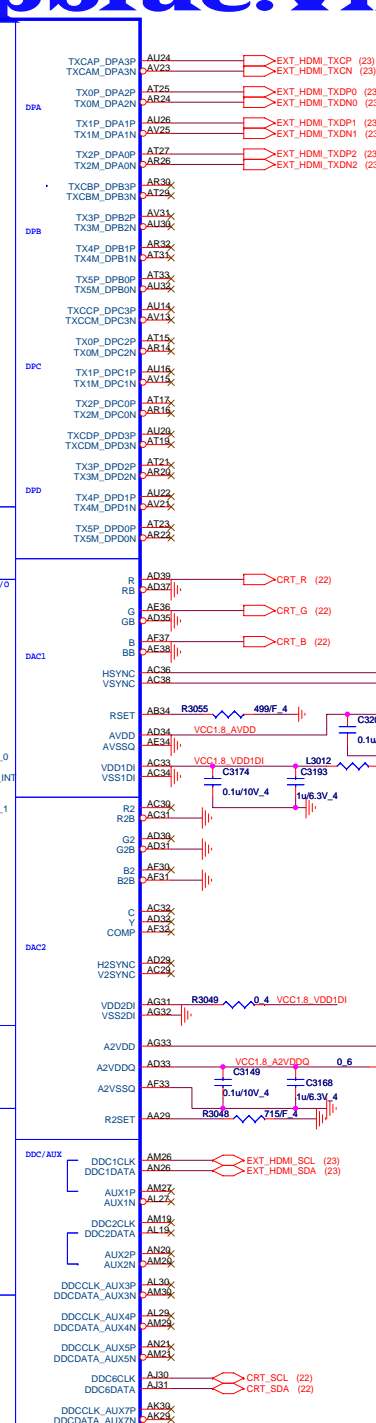 TXCAP_DPA3P AU24 EXT_HDMI_TXCP (23)
TXCAM_DPA3N AV23 EXT_HDMI_TXCN (23)
TX0P_DPA2P AT25 EXT_HDMI_TXDP0 (23
DPA TX0M_DPA2N AR24 EXT_HDMI_TXDN0 (23
TX1P_DPA1P AU26 EXT_HDMI_TXDP1 (23
TX1M_DPA1N AV25 EXT_HDMI_TXDN1 (23
TX2P_DPA0P AT27 EXT_HDMI_TXDP2 (23
TX2M_DPA0N AR26 EXT_HDMI_TXDN2 (23
TXCBP_DPB3P AR30
TXCBM_DPB3N AT29
TX3P_DPB2P AV31
DPB TX3M_DPB2N AU30
TX4P_DPB1P AR32
TX4M_DPB1N AT31
TX5P_DPB0P AT33
TX5M_DPB0N AU32
TXCCP_DPC3P AU14
TXCCM_DPC3N AV13
TX0P_DPC2P AT15
TX0M_DPC2N AR14
DPC TX1P_DPC1P AU16
TX1M_DPC1N AV15
TX2P_DPC0P AT17
TX2M_DPC0N AR16
TXCDP_DPD3P AU20
TXCDM_DPD3N AT19
TX3P_DPD2P AT21
TX3M_DPD2N AR20
DPD TX4P_DPD1P AU22
TX4M_DPD1N AV21
TX5P_DPD0P AT23
TX5M_DPD0N AR22
R AD39 CRT_R (22)
/O RB AD37
G AE36 CRT_G (22)
GB AD35
B AF37 CRT_B (22)
DAC1 BB AE38
HSYNC AC36
VSYNC AC38
RSET AB34 R3055 499/F_4
AVDD AD34 VCC1.8_AVDD
AVSSQ AE34 0.1u
_0 VDD1DI AC33 VCC1.8_VDD1DI L3012
_INT VSS1DI AC34 C3174 C3193
0.1u/10V_4 1u/6.3V_4
_1 R2 AC30
R2B AC31
G2 AD30
G2B AD31
B2 AF30
B2B AF31
C AC32
Y AD32
COMP AF32
DAC2
H2SYNC AD29
V2SYNC AC29
VDD2DI AG31 R3049 0_4 VCC1.8_VDD1DI
VSS2DI AG32
A2VDD AG33
A2VDDQ AD33 VCC1.8_A2VDDQ 0_6
C3149 C3168
A2VSSQ AF33 0.1u/10V_4 1u/6.3V_4
R2SET AA29 R3048 715/F_4
DDC/AUX
DDC1CLK AM26 EXT_HDMI_SCL (23)
DDC1DATA AN26 EXT_HDMI_SDA (23)
AUX1P AM27
AUX1N AL27
DDC2CLK AM19
DDC2DATA AL19
AUX2P AN20
AUX2N AM20
DDCCLK_AUX3P AL30
DDCDATA_AUX3N AM30
DDCCLK_AUX4P AL29
DDCDATA_AUX4N AM29
DDCCLK_AUX5P AN21
DDCDATA_AUX5N AM21
DDC6CLK AJ30 CRT_SCL (22)
DDC6DATA AJ31 CRT_SDA (22)
DDCCLK_AUX7P AK30
DDCDATA_AUX7N AK29